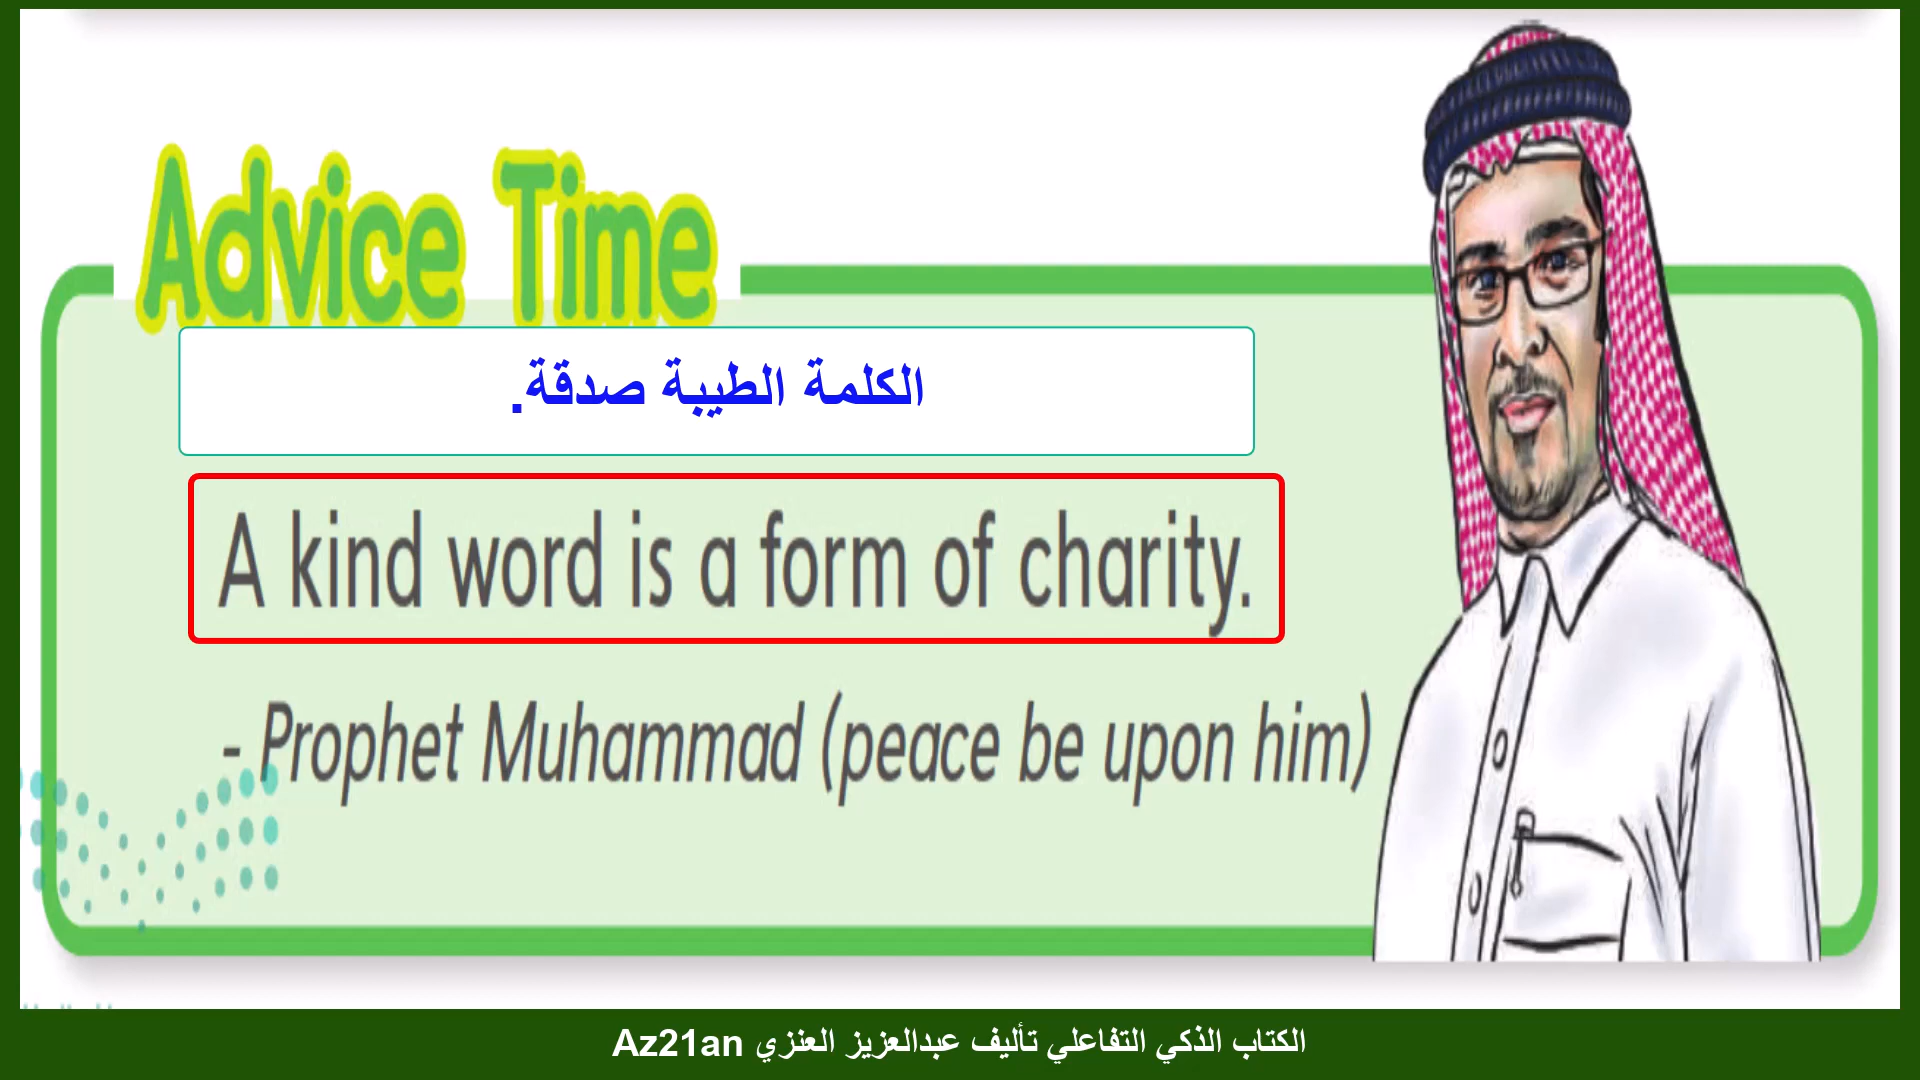 Advice Time
الكلمة الطيبة صدقة.
A kind word is a form of charity.
- Prophet Muhammad (peace be upon him)
الكتاب الذكي التفاعلي تأليف عبدالعزيز العنزي Az21an